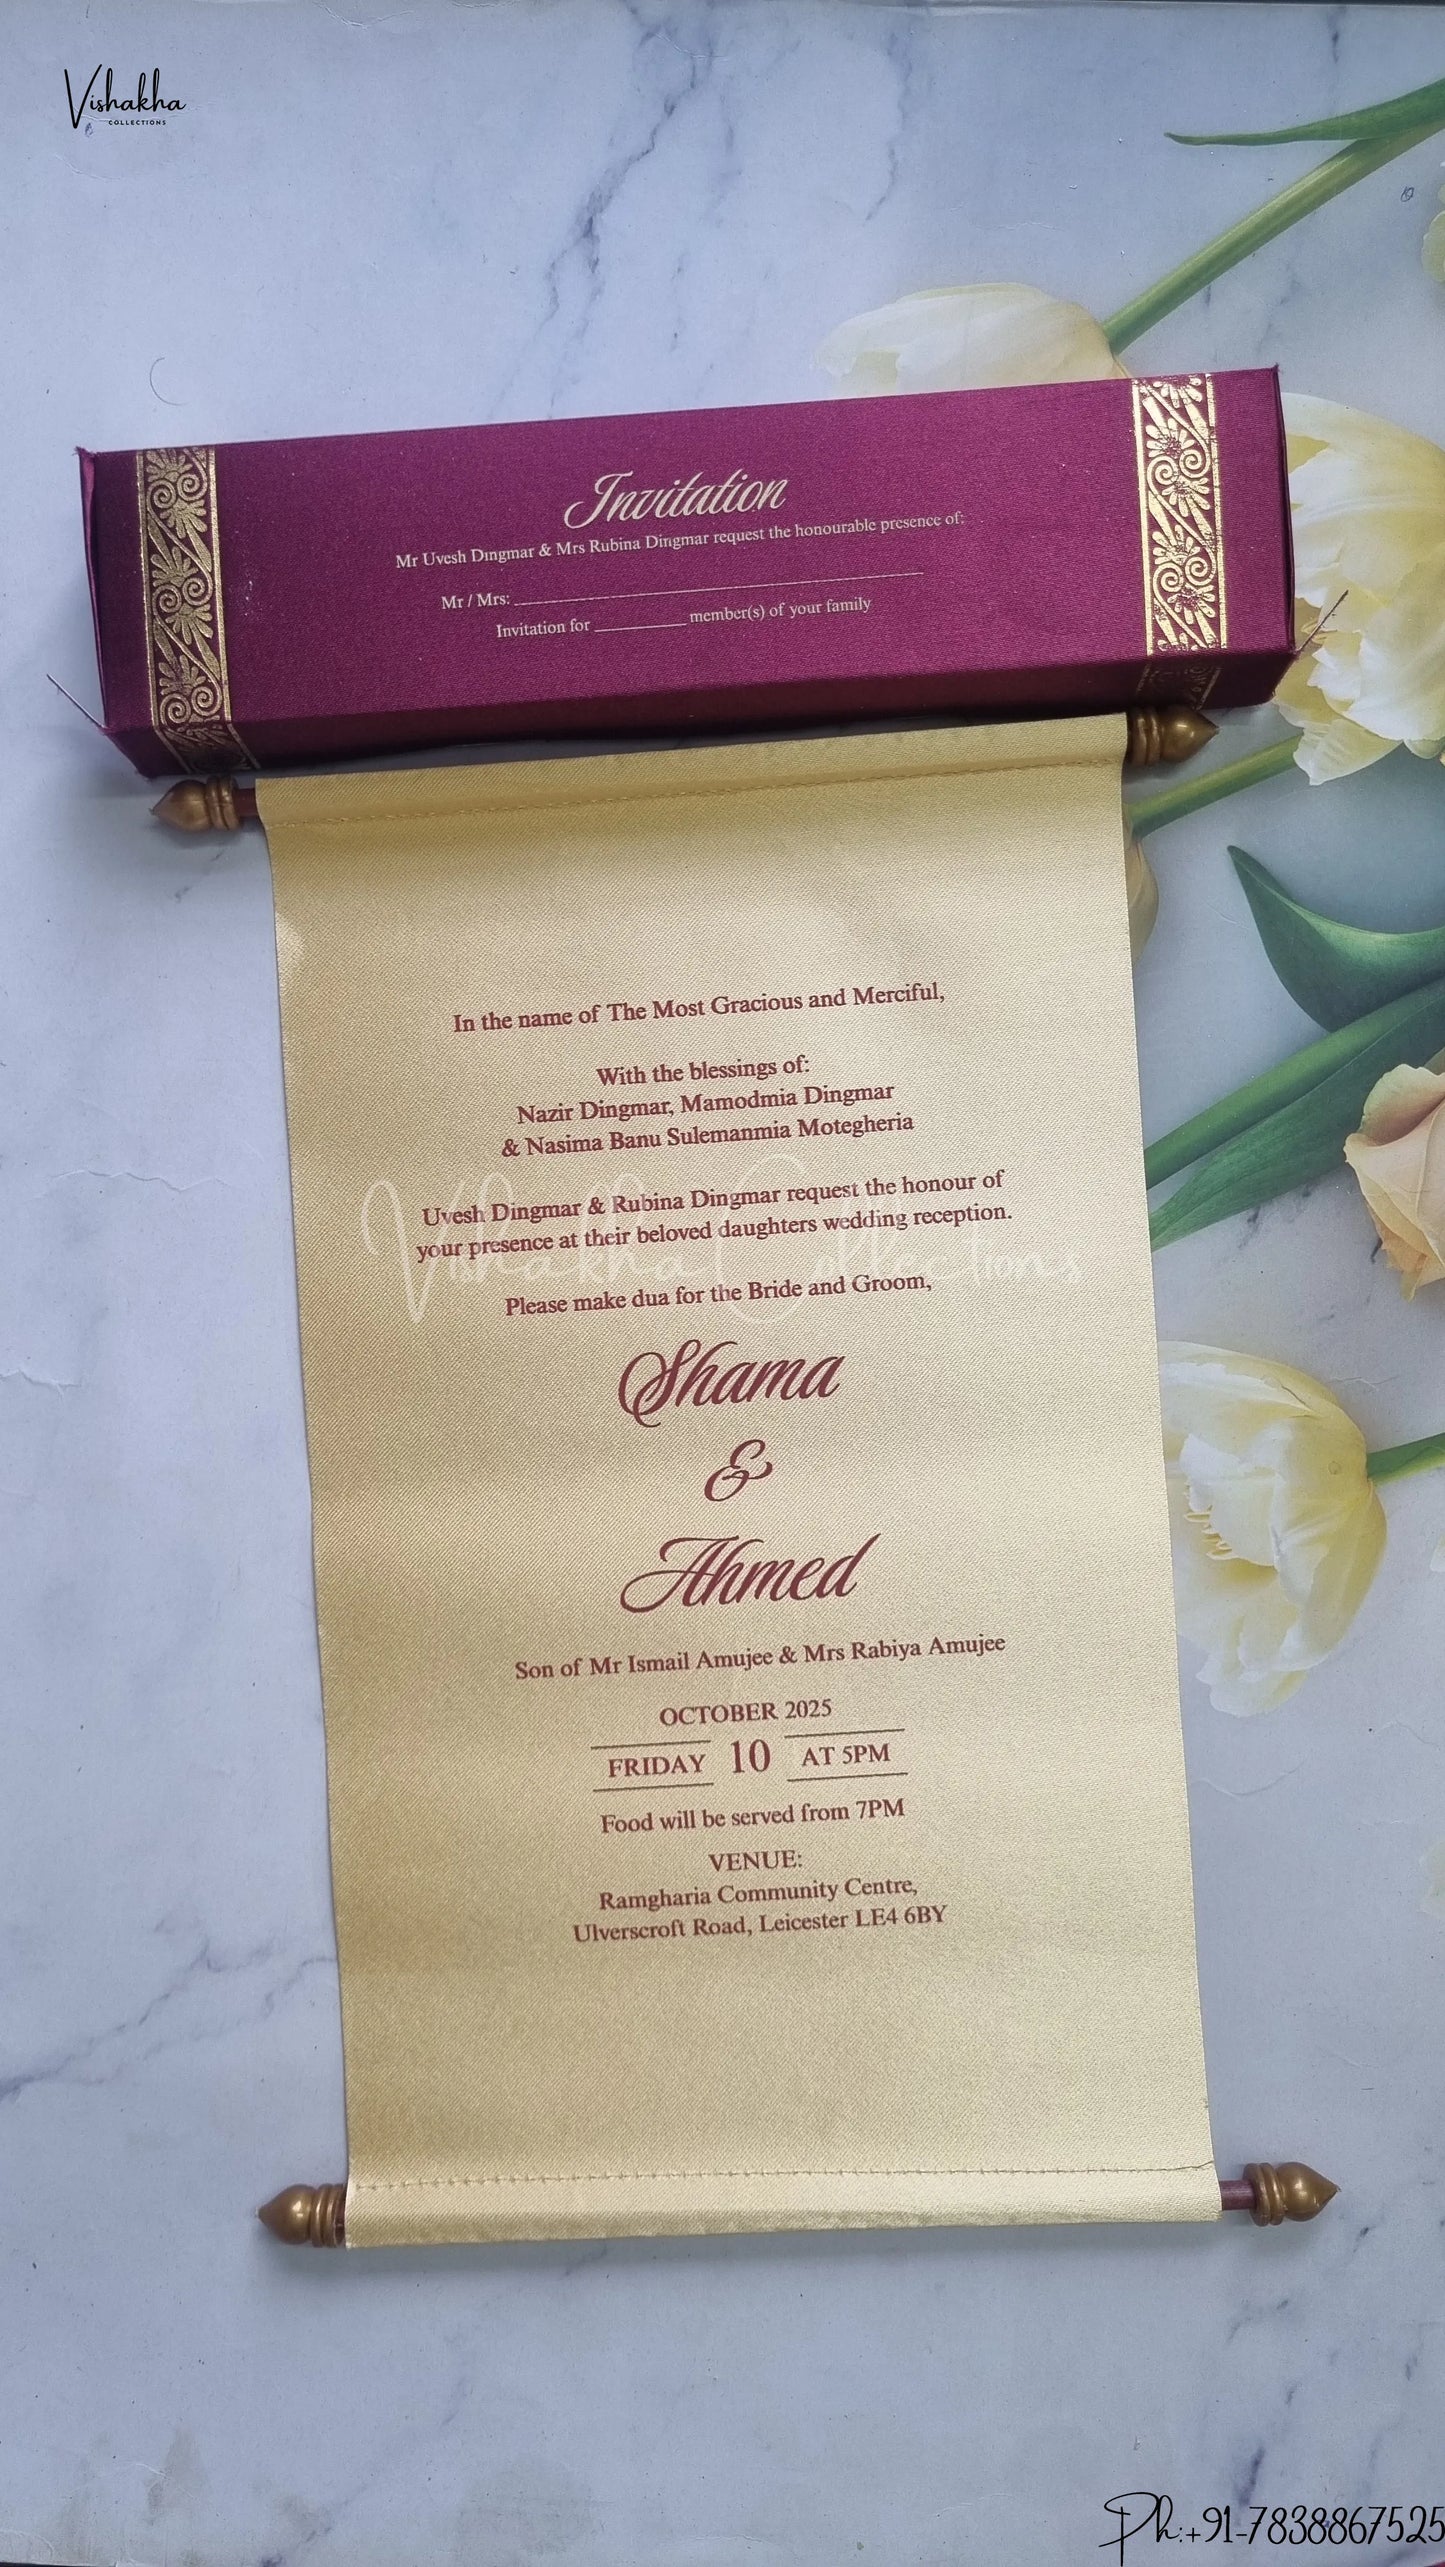 Vishakha
COLLECTIONS
Invitation
Mr Uvesh Dingmar & Mrs Rubina Dingmar request the honourable presence of:
Mr / Mrs:
Invitation for ________ member(s) of your family
In the name of The Most Gracious and Merciful,
With the blessings of:
Nazir Dingmar, Mamodmia Dingmar
& Nasima Banu Sulemanmia Motegheria
Uvesh Dingmar & Rubina Dingmar request the honour of
your presence at their beloved daughters wedding reception.
Vishakha Collections
Please make dua for the Bride and Groom,
Shama
&
Ahmed
Son of Mr Ismail Amujee & Mrs Rabiya Amujee
OCTOBER 2025
FRIDAY 10 AT 5PM
Food will be served from 7PM
VENUE:
Ramgharia Community Centre,
Ulverscroft Road, Leicester LE4 6BY
Ph:+91-7838867525